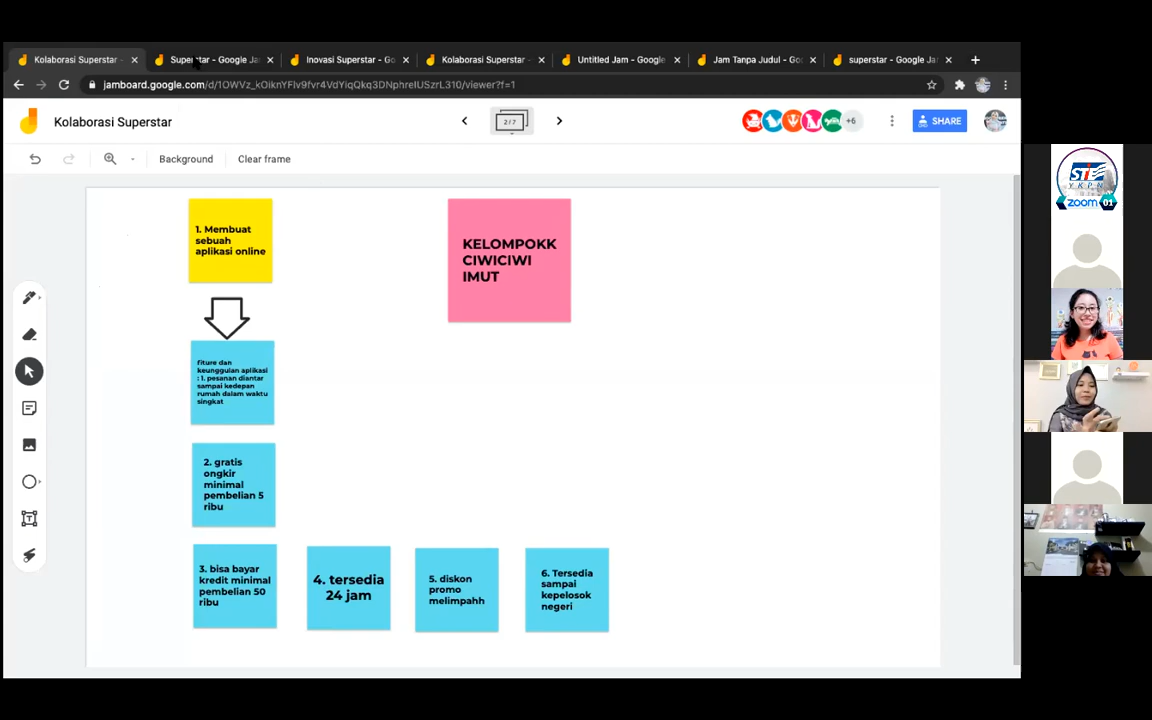 Kolaborasi Superstar -
Superstar - Google Ja
Inovasi Superstar - Go
Kolaborasi Superstar -
Untitled Jam - Google
Jam Tanpa Judul - Go
superstar - Google Ja
jamboard.google.com/d/1OWVz_kOiknYFlv9fvr4VdYiqQkq3DNphreIUSzrL310/viewer?f=1
Kolaborasi Superstar
2/7
+6
SHARE
Background
Clear frame
1. Membuat
sebuah
aplikasi online
KELOMPOKK
CIWICIWI
IMUT
fiture dan
keunggulan aplikasi
: 1. pesanan diantar
sampai kedepan
rumah dalam waktu
singkat
2. gratis
ongkir
minimal
pembelian 5
ribu
3. bisa bayar
kredit minimal
pembelian 50
ribu
4. tersedia
24 jam
5. diskon
promo
melimpahh
6. Tersedia
sampai
kepelosok
negeri
STIE
YKPN
zoom 01